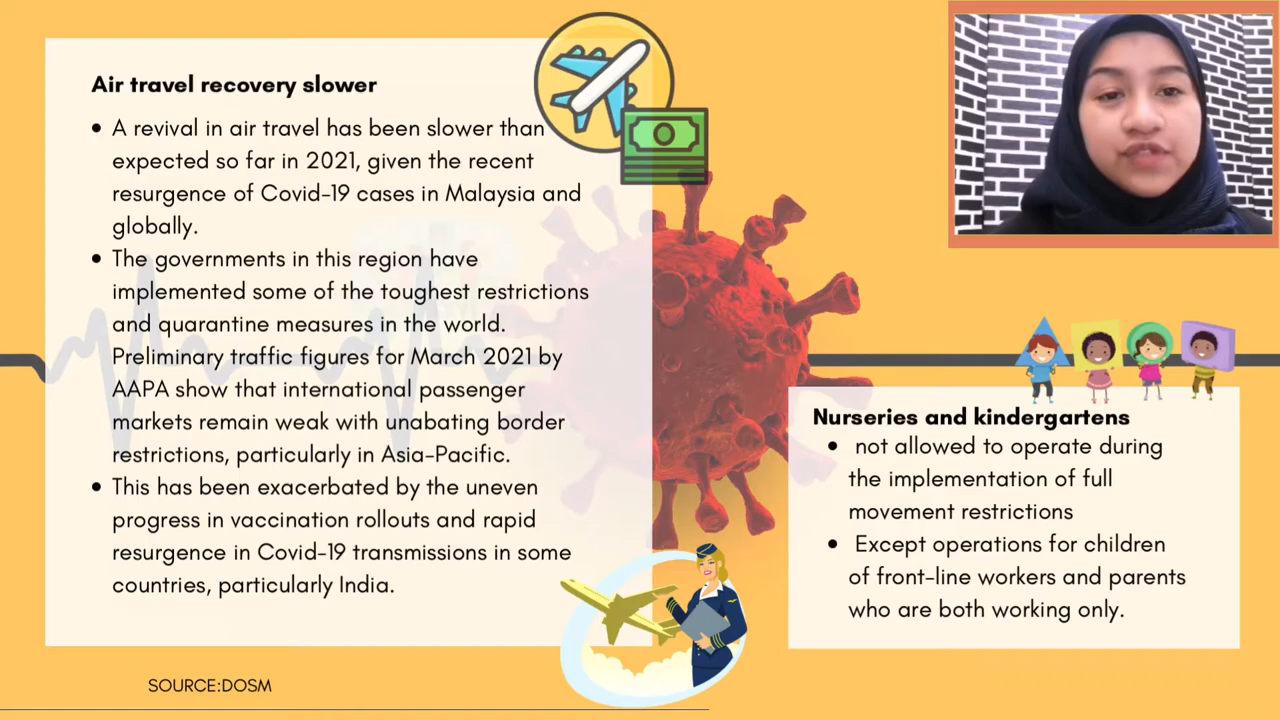 Air travel recovery slower
A revival in air travel has been slower than
expected so far in 2021, given the recent
resurgence of Covid-19 cases in Malaysia and
globally.
The governments in this region have
implemented some of the toughest restrictions
and quarantine measures in the world.
Preliminary traffic figures for March 2021 by
AAPA show that international passenger
markets remain weak with unabating border
restrictions, particularly in Asia-Pacific.
This has been exacerbated by the uneven
progress in vaccination rollouts and rapid
resurgence in Covid-19 transmissions in some
countries, particularly India.
SOURCE:DOSM
Nurseries and kindergartens
not allowed to operate during
the implementation of full
movement restrictions
Except operations for children
of front-line workers and parents
who are both working only.